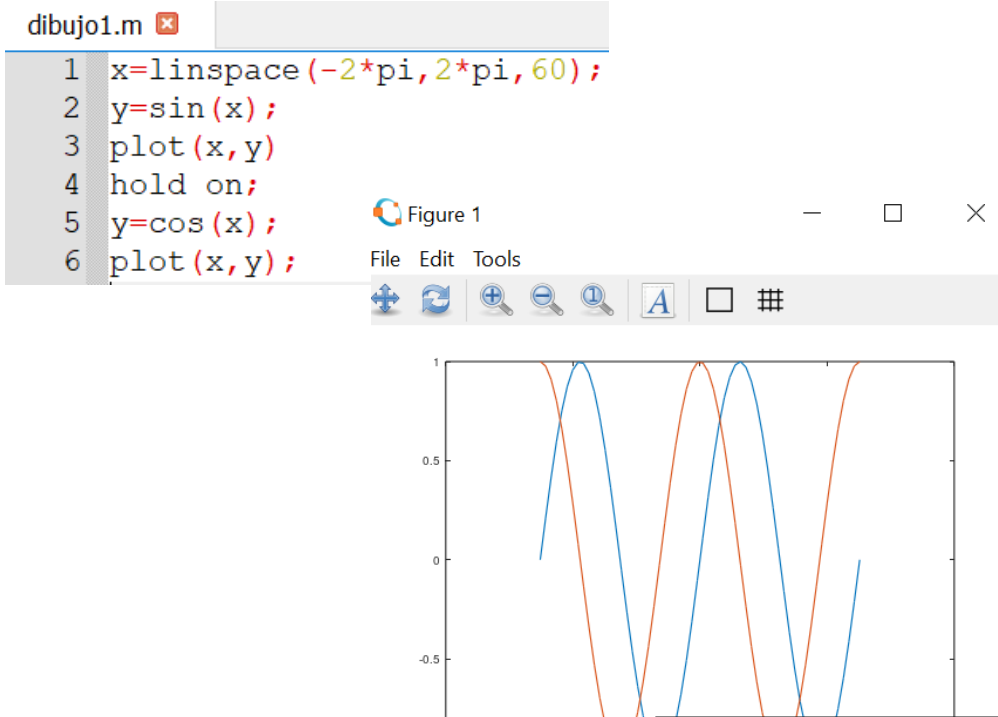 dibujo1.m
1 x=linspace(-2*pi,2*pi,60);
2 y=sin(x);
3 plot(x,y)
4 hold on;
5 y=cos(x);
6 plot(x,y);
Figure 1
File Edit Tools
1 A
1
0.5
0
-0.5